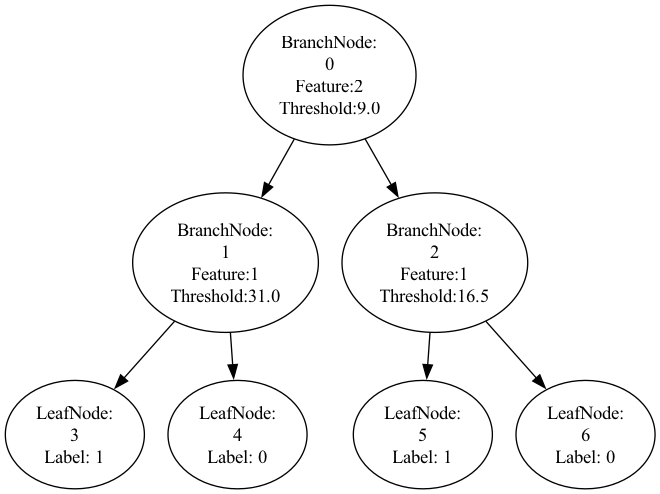 BranchNode:
0
Feature:2
Threshold:9.0
BranchNode:
1
Feature:1
Threshold:31.0
BranchNode:
2
Feature:1
Threshold:16.5
LeafNode:
3
Label: 1
LeafNode:
4
Label: 0
LeafNode:
5
Label: 1
LeafNode:
6
Label: 0